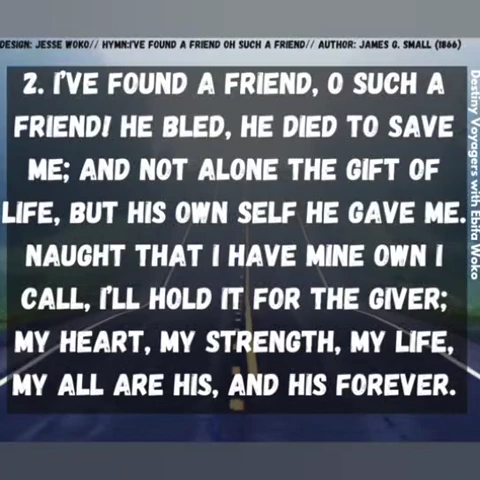 DESIGN: JESSE WOKO// HYMN:I'VE FOUND A FRIEND OH SUCH A FRIEND// AUTHOR: JAMES G. SMALL (1866)
2. I'VE FOUND A FRIEND, O SUCH A
FRIEND! HE BLED, HE DIED TO SAVE
ME; AND NOT ALONE THE GIFT OF
LIFE, BUT HIS OWN SELF HE GAVE ME.
NAUGHT THAT I HAVE MINE OWN I
CALL, I'LL HOLD IT FOR THE GIVER;
MY HEART, MY STRENGTH, MY LIFE,
MY ALL ARE HIS, AND HIS FOREVER.
Destiny Voyagers with Ebita Woko